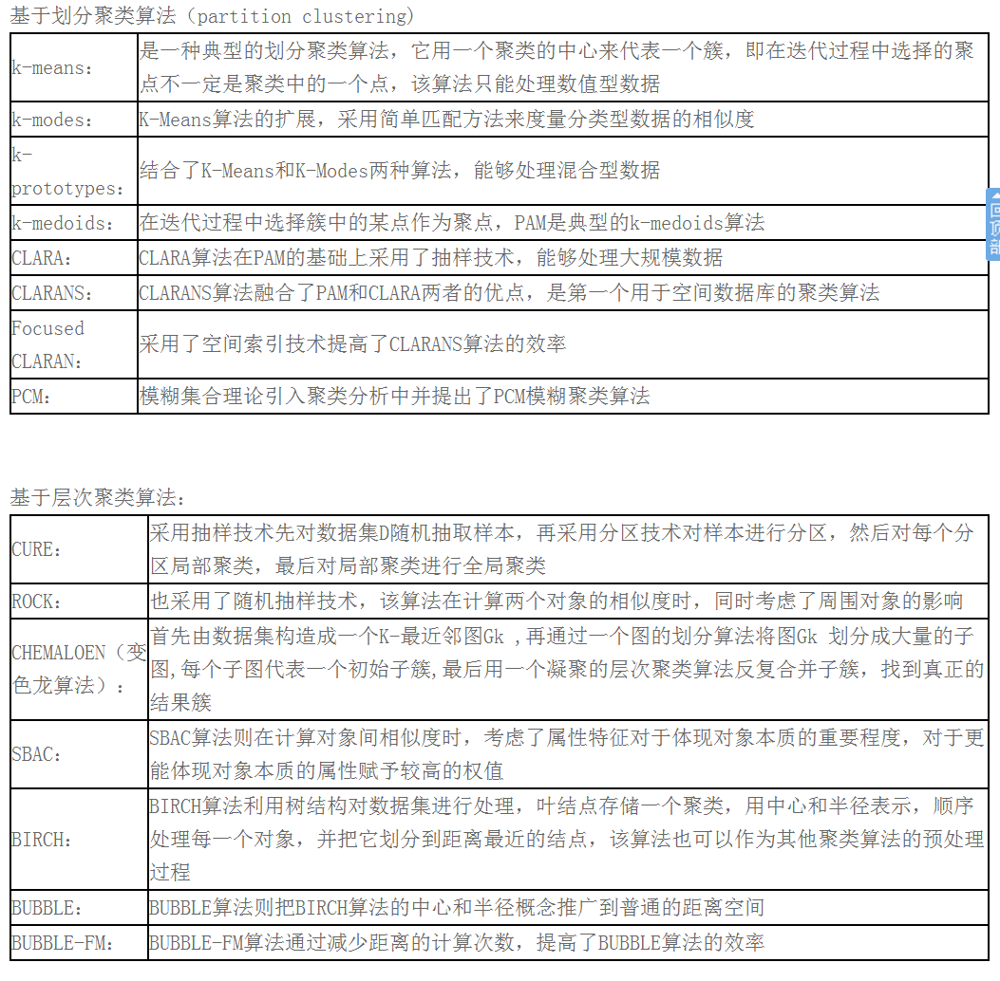 基于划分聚类算法（partition clustering)
k-means：
是一种典型的划分聚类算法，它用一个聚类的中心来代表一个簇，即在迭代过程中选择的聚
点不一定是聚类中的一个点，该算法只能处理数值型数据
k-modes：
K-Means算法的扩展，采用简单匹配方法来度量分类型数据的相似度
k-
prototypes：
结合了K-Means和K-Modes两种算法，能够处理混合型数据
k-medoids：
在迭代过程中选择簇中的某点作为聚点，PAM是典型的k-medoids算法
CLARA：
CLARA算法在PAM的基础上采用了抽样技术，能够处理大规模数据
CLARANS：
CLARANS算法融合了PAM和CLARA两者的优点，是第一个用于空间数据库的聚类算法
Focused
CLARAN：
采用了空间索引技术提高了CLARANS算法的效率
PCM：
模糊集合理论引入聚类分析中并提出了PCM模糊聚类算法
回顶部
基于层次聚类算法：
CURE：
采用抽样技术先对数据集D随机抽取样本，再采用分区技术对样本进行分区，然后对每个分
区局部聚类，最后对局部聚类进行全局聚类
ROCK：
也采用了随机抽样技术，该算法在计算两个对象的相似度时，同时考虑了周围对象的影响
CHEMALOEN（变
色龙算法）：
首先由数据集构造成一个K-最近邻图Gk ,再通过一个图的划分算法将图Gk 划分成大量的子
图,每个子图代表一个初始子簇,最后用一个凝聚的层次聚类算法反复合并子簇，找到真正的
结果簇
SBAC：
SBAC算法则在计算对象间相似度时，考虑了属性特征对于体现对象本质的重要程度，对于更
能体现对象本质的属性赋予较高的权值
BIRCH：
BIRCH算法利用树结构对数据集进行处理，叶结点存储一个聚类，用中心和半径表示，顺序
处理每一个对象，并把它划分到距离最近的结点，该算法也可以作为其他聚类算法的预处理
过程
BUBBLE：
BUBBLE算法则把BIRCH算法的中心和半径概念推广到普通的距离空间
BUBBLE-FM：
BUBBLE-FM算法通过减少距离的计算次数，提高了BUBBLE算法的效率